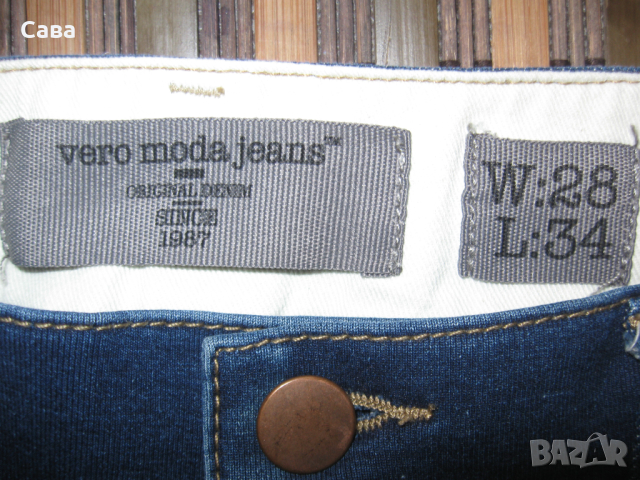 Сава
vero moda jeans™
ORIGINAL DENIM
SINCE
1987
W:28
L:34
BAZAR